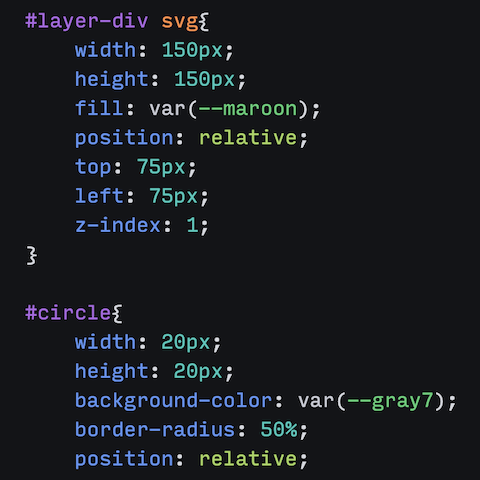 #layer-div svg{
    width: 150px;
    height: 150px;
    fill: var(--maroon);
    position: relative;
    top: 75px;
    left: 75px;
    z-index: 1;
}

#circle{
    width: 20px;
    height: 20px;
    background-color: var(--gray7);
    border-radius: 50%;
    position: relative;